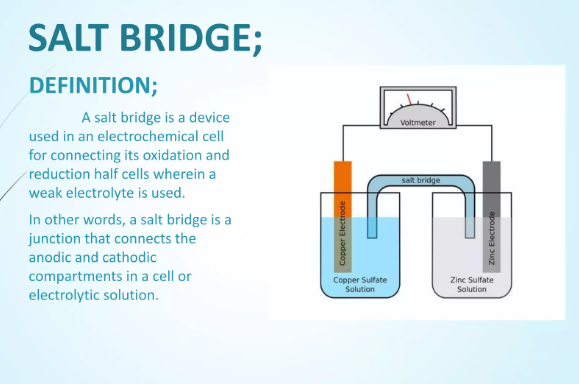 SALT BRIDGE;
DEFINITION;
A salt bridge is a device
used in an electrochemical cell
for connecting its oxidation and
reduction half cells wherein a
weak electrolyte is used.
In other words, a salt bridge is a
junction that connects the
anodic and cathodic
compartments in a cell or
electrolytic solution.
Voltmeter
salt bridge
Copper Electrode
Zinc Electrode
Copper Sulfate
Solution
Zinc Sulfate
Solution